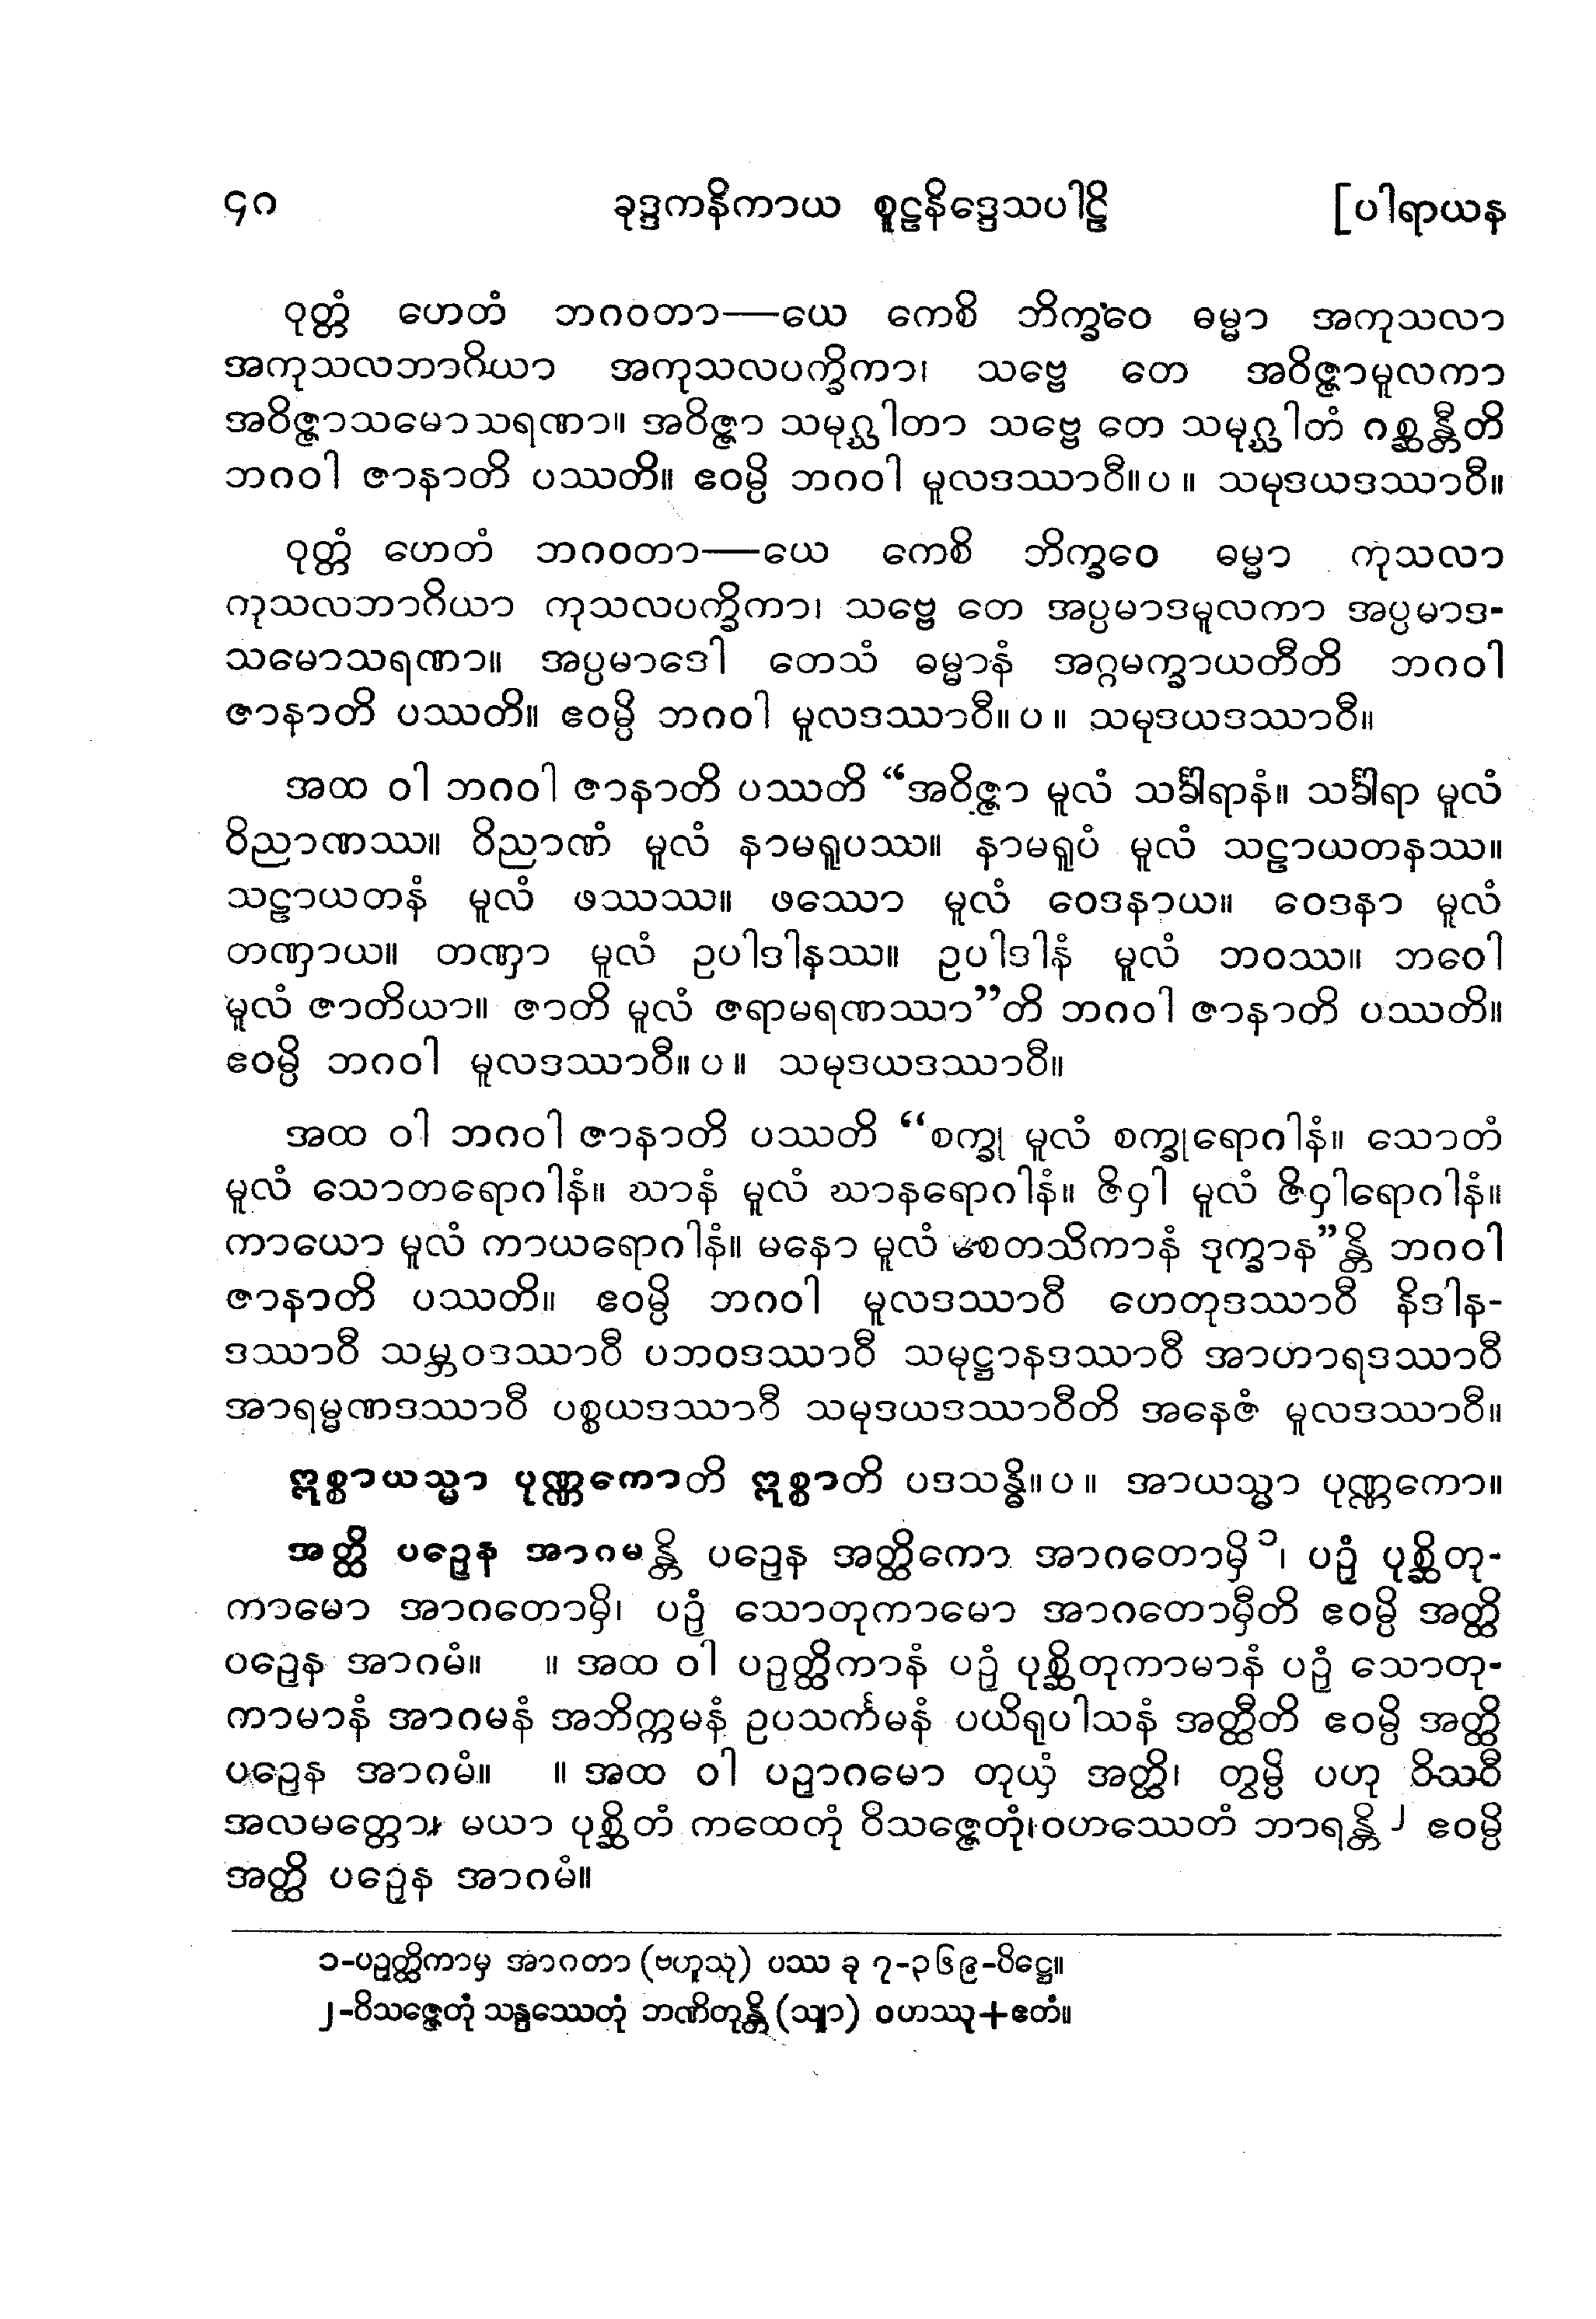 ၄၈ ခုဒ္ဒကနိကာယ စူဠနိဒ္ဒေသပါဠိ [ပါရာယန
ဝုတ္တံ ဟေတံ ဘဂဝတာ—ယေ ကေစိ ဘိက္ခဝေ ဓမ္မာ အကုသလာ
အကုသလဘာဂိယာ အကုသလပက္ခိကာ၊ သဗ္ဗေ တေ အဝိဇ္ဇာမူလကာ
အဝိဇ္ဇာသမောသရဏာ။ အဝိဇ္ဇာ သမုဂ္ဃါတာ သဗ္ဗေ တေ သမုဂ္ဃါတံ ဂစ္ဆန္တီတိ
ဘဂဝါ ဇာနာတိ ပဿတိ။ ဧဝမ္ပိ ဘဂဝါ မူလဒဿာဝီ။ပ။ သမုဒယဒဿာဝီ။
ဝုတ္တံ ဟေတံ ဘဂဝတာ—ယေ ကေစိ ဘိက္ခဝေ ဓမ္မာ ကုသလာ
ကုသလဘာဂိယာ ကုသလပက္ခိကာ၊ သဗ္ဗေ တေ အပ္ပမာဒမူလကာ အပ္ပမာဒ-
သမောသရဏာ။ အပ္ပမာဒေါ တေသံ ဓမ္မာနံ အဂ္ဂမက္ခာယတီတိ ဘဂဝါ
ဇာနာတိ ပဿတိ။ ဧဝမ္ပိ ဘဂဝါ မူလဒဿာဝီ။ပ။ သမုဒယဒဿာဝီ။
အထ ဝါ ဘဂဝါ ဇာနာတိ ပဿတိ “အဝိဇ္ဇာ မူလံ သင်္ခါရာနံ။ သင်္ခါရာ မူလံ
ဝိညာဏဿ။ ဝိညာဏံ မူလံ နာမရူပဿ။ နာမရူပံ မူလံ သဠာယတနဿ။
သဠာယတနံ မူလံ ဖဿဿ။ ဖဿော မူလံ ဝေဒနာယ။ ဝေဒနာ မူလံ
တဏှာယ။ တဏှာ မူလံ ဥပါဒါနဿ။ ဥပါဒါနံ မူလံ ဘဝဿ။ ဘဝေါ
မူလံ ဇာတိယာ။ ဇာတိ မူလံ ဇရာမရဏဿာ”တိ ဘဂဝါ ဇာနာတိ ပဿတိ။
ဧဝမ္ပိ ဘဂဝါ မူလဒဿာဝီ။ပ။ သမုဒယဒဿာဝီ။
အထ ဝါ ဘဂဝါ ဇာနာတိ ပဿတိ “စက္ခု မူလံ စက္ခုရောဂါနံ။ သောတံ
မူလံ သောတရောဂါနံ။ ဃာနံ မူလံ ဃာနရောဂါနံ။ ဇိဝှါ မူလံ ဇိဝှါရောဂါနံ။
ကာယော မူလံ ကာယရောဂါနံ။ မနော မူလံ စေတသိကာနံ ဒုက္ခာန”န္တိ ဘဂဝါ
ဇာနာတိ ပဿတိ။ ဧဝမ္ပိ ဘဂဝါ မူလဒဿာဝီ ဟေတုဒဿာဝီ နိဒါန-
ဒဿာဝီ သမ္ဘဝဒဿာဝီ ပဘဝဒဿာဝီ သမုဋ္ဌာနဒဿာဝီ အာဟာရဒဿာဝီ
အာရမ္မဏဒဿာဝီ ပစ္စယဒဿာဝီ သမုဒယဒဿာဝီတိ အနေဇံ မူလဒဿာဝီ။
ဣစ္စာယသ္မာ ပုဏ္ဏကောတိ ဣစ္စာတိ ပဒသန္ဓိ။ပ။ အာယသ္မာ ပုဏ္ဏကော။
အတ္ထိ ပဉှေန အာဂမန္တိ ပဉှေန အတ္ထိကော အာဂတောမှိ၁၊ ပဉှံ ပုစ္ဆိတု-
ကာမော အာဂတောမှိ၊ ပဉှံ သောတုကာမော အာဂတောမှီတိ ဧဝမ္ပိ အတ္ထိ
ပဉှေန အာဂမံ။ ။ အထ ဝါ ပဉှတ္ထိကာနံ ပဉှံ ပုစ္ဆိတုကာမာနံ ပဉှံ သောတု-
ကာမာနံ အာဂမနံ အဘိက္ကမနံ ဥပသင်္ကမနံ ပယိရုပါသနံ အတ္ထီတိ ဧဝမ္ပိ အတ္ထိ
ပဉှေန အာဂမံ။ ။ အထ ဝါ ပဉှာဂမော တုယှံ အတ္ထိ၊ တွမ္ပိ ပဟု ဝိသဝီ
အလမတ္တော၊ မယာ ပုစ္ဆိတံ ကထေတုံ ဝိသဇ္ဇေတုံ၊ဝဟဿေတံ ဘာရန္တိ၂ ဧဝမ္ပိ
အတ္ထိ ပဉှေန အာဂမံ။
၁-ပဉှတ္ထိကာမှ အာဂတာ (ဗဟူသု) ပဿ ခု ၇-၃၆၉-ပိဋ္ဌေ။
၂-ဝိသဇ္ဇေတုံ သန္ဒဿေတုံ ဘဏိတုန္တိ (သျာ) ဝဟဿု+ဧတံ။